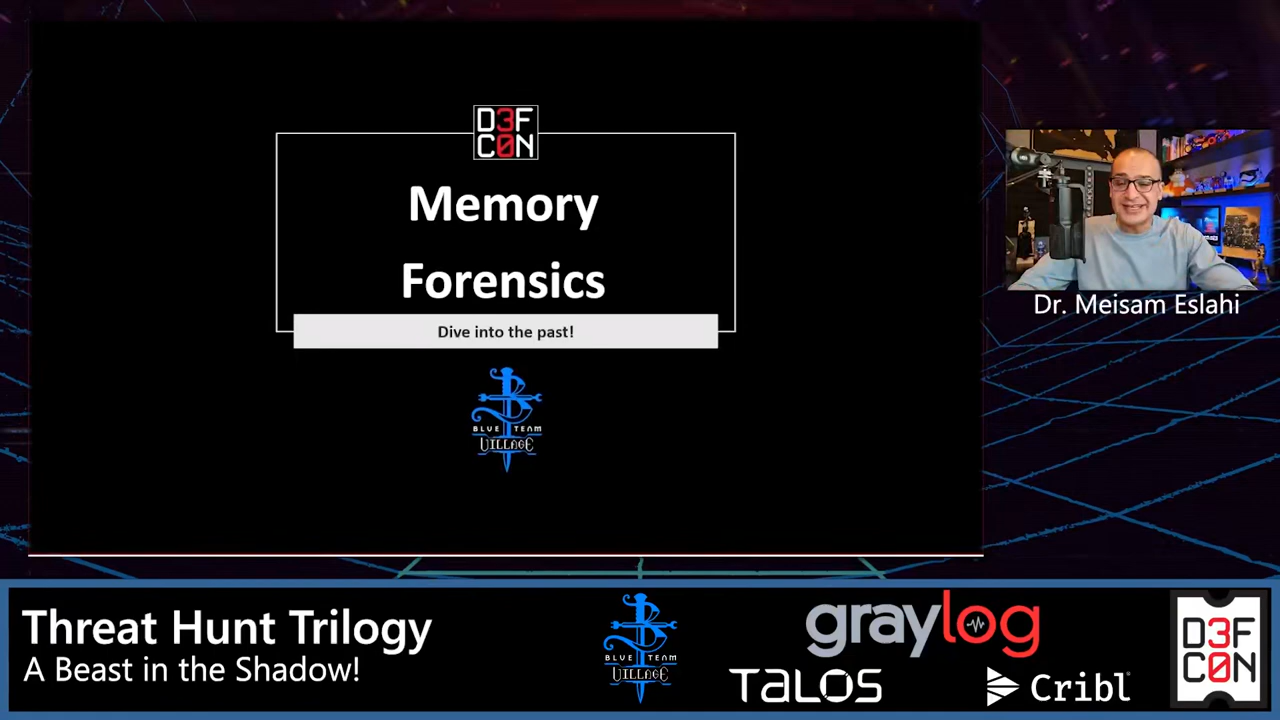 D3F
C0N
Memory
Forensics
Dive into the past!
BLUE TEAM
VILLAGE
Dr. Meisam Eslahi
Threat Hunt Trilogy
A Beast in the Shadow!
BLUE TEAM
VILLAGE
graylog
TALOS
Cribl
D3F
C0N